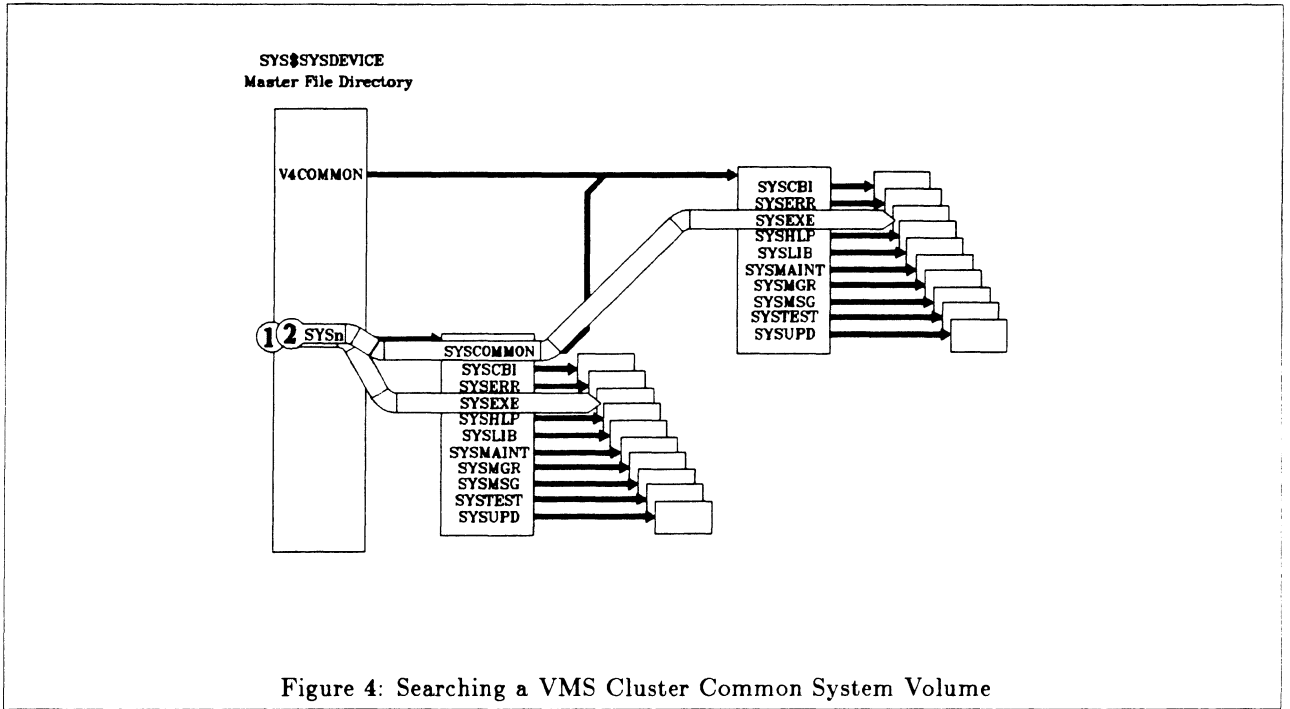 SYS$SYSDEVICE
Master File Directory
V4COMMON
SYSCBI
SYSERR
SYSEXE
SYSHLP
SYSLIB
SYSMAINT
SYSMGR
SYSMSG
SYSTEST
SYSUPD
1 2 SYSn
SYSCOMMON
SYSCBI
SYSERR
SYSEXE
SYSHLP
SYSLIB
SYSMAINT
SYSMGR
SYSMSG
SYSTEST
SYSUPD
Figure 4: Searching a VMS Cluster Common System Volume